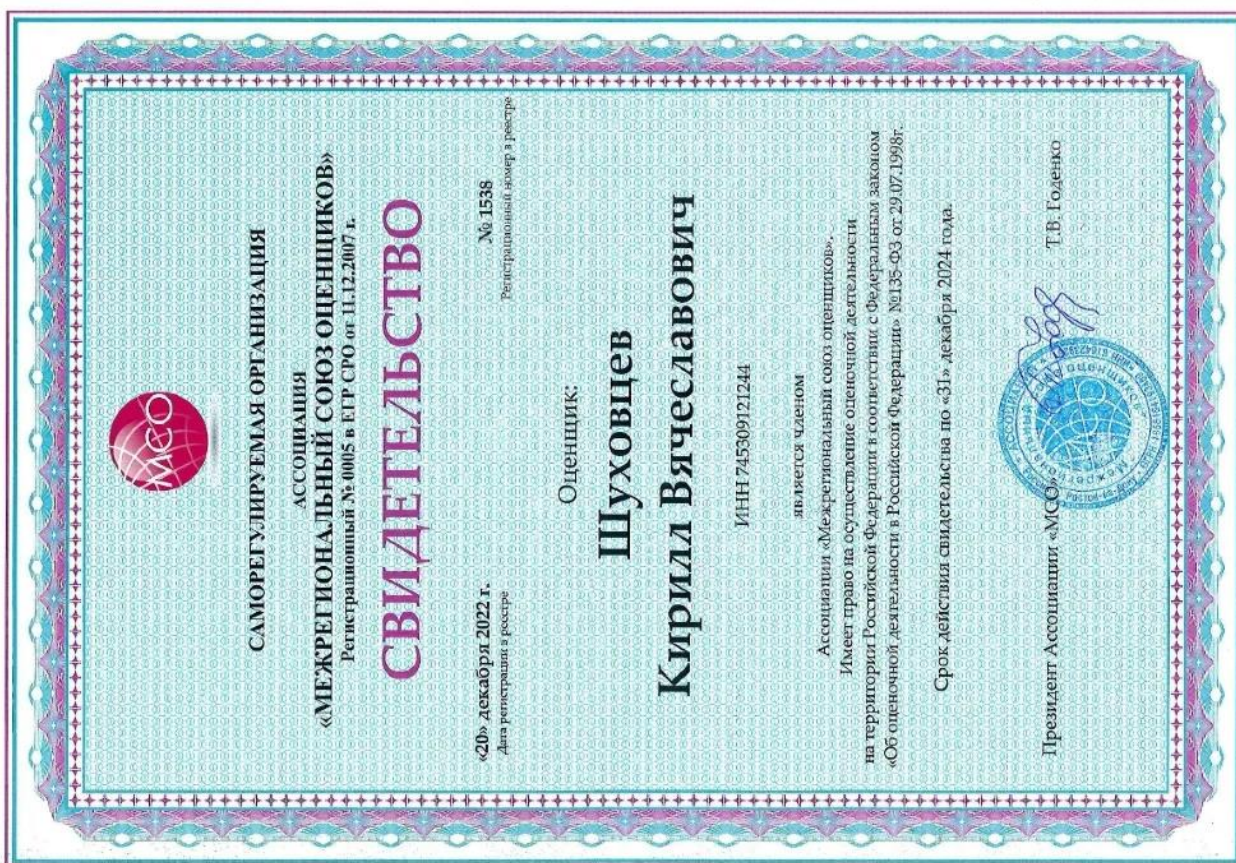 МСО
САМОРЕГУЛИРУЕМАЯ ОРГАНИЗАЦИЯ
АССОЦИАЦИЯ
«МЕЖРЕГИОНАЛЬНЫЙ СОЮЗ ОЦЕНЩИКОВ»
Регистрационный № 0005 в ЕГР СРО от 11.12.2007 г.
СВИДЕТЕЛЬСТВО
«20» декабря 2022 г. № 1538
Дата регистрации в реестре Регистрационный номер в реестре
Оценщик:
Шуховцев
Кирилл Вячеславович
ИНН 745309121244
является членом
Ассоциации «Межрегиональный союз оценщиков».
Имеет право на осуществление оценочной деятельности
на территории Российской Федерации в соответствии с Федеральным законом
«Об оценочной деятельности в Российской Федерации» №135-ФЗ от 29.07.1998г.
Срок действия свидетельства по «31» декабря 2024 года.
Президент Ассоциации «МСО» Т.В. Годенко